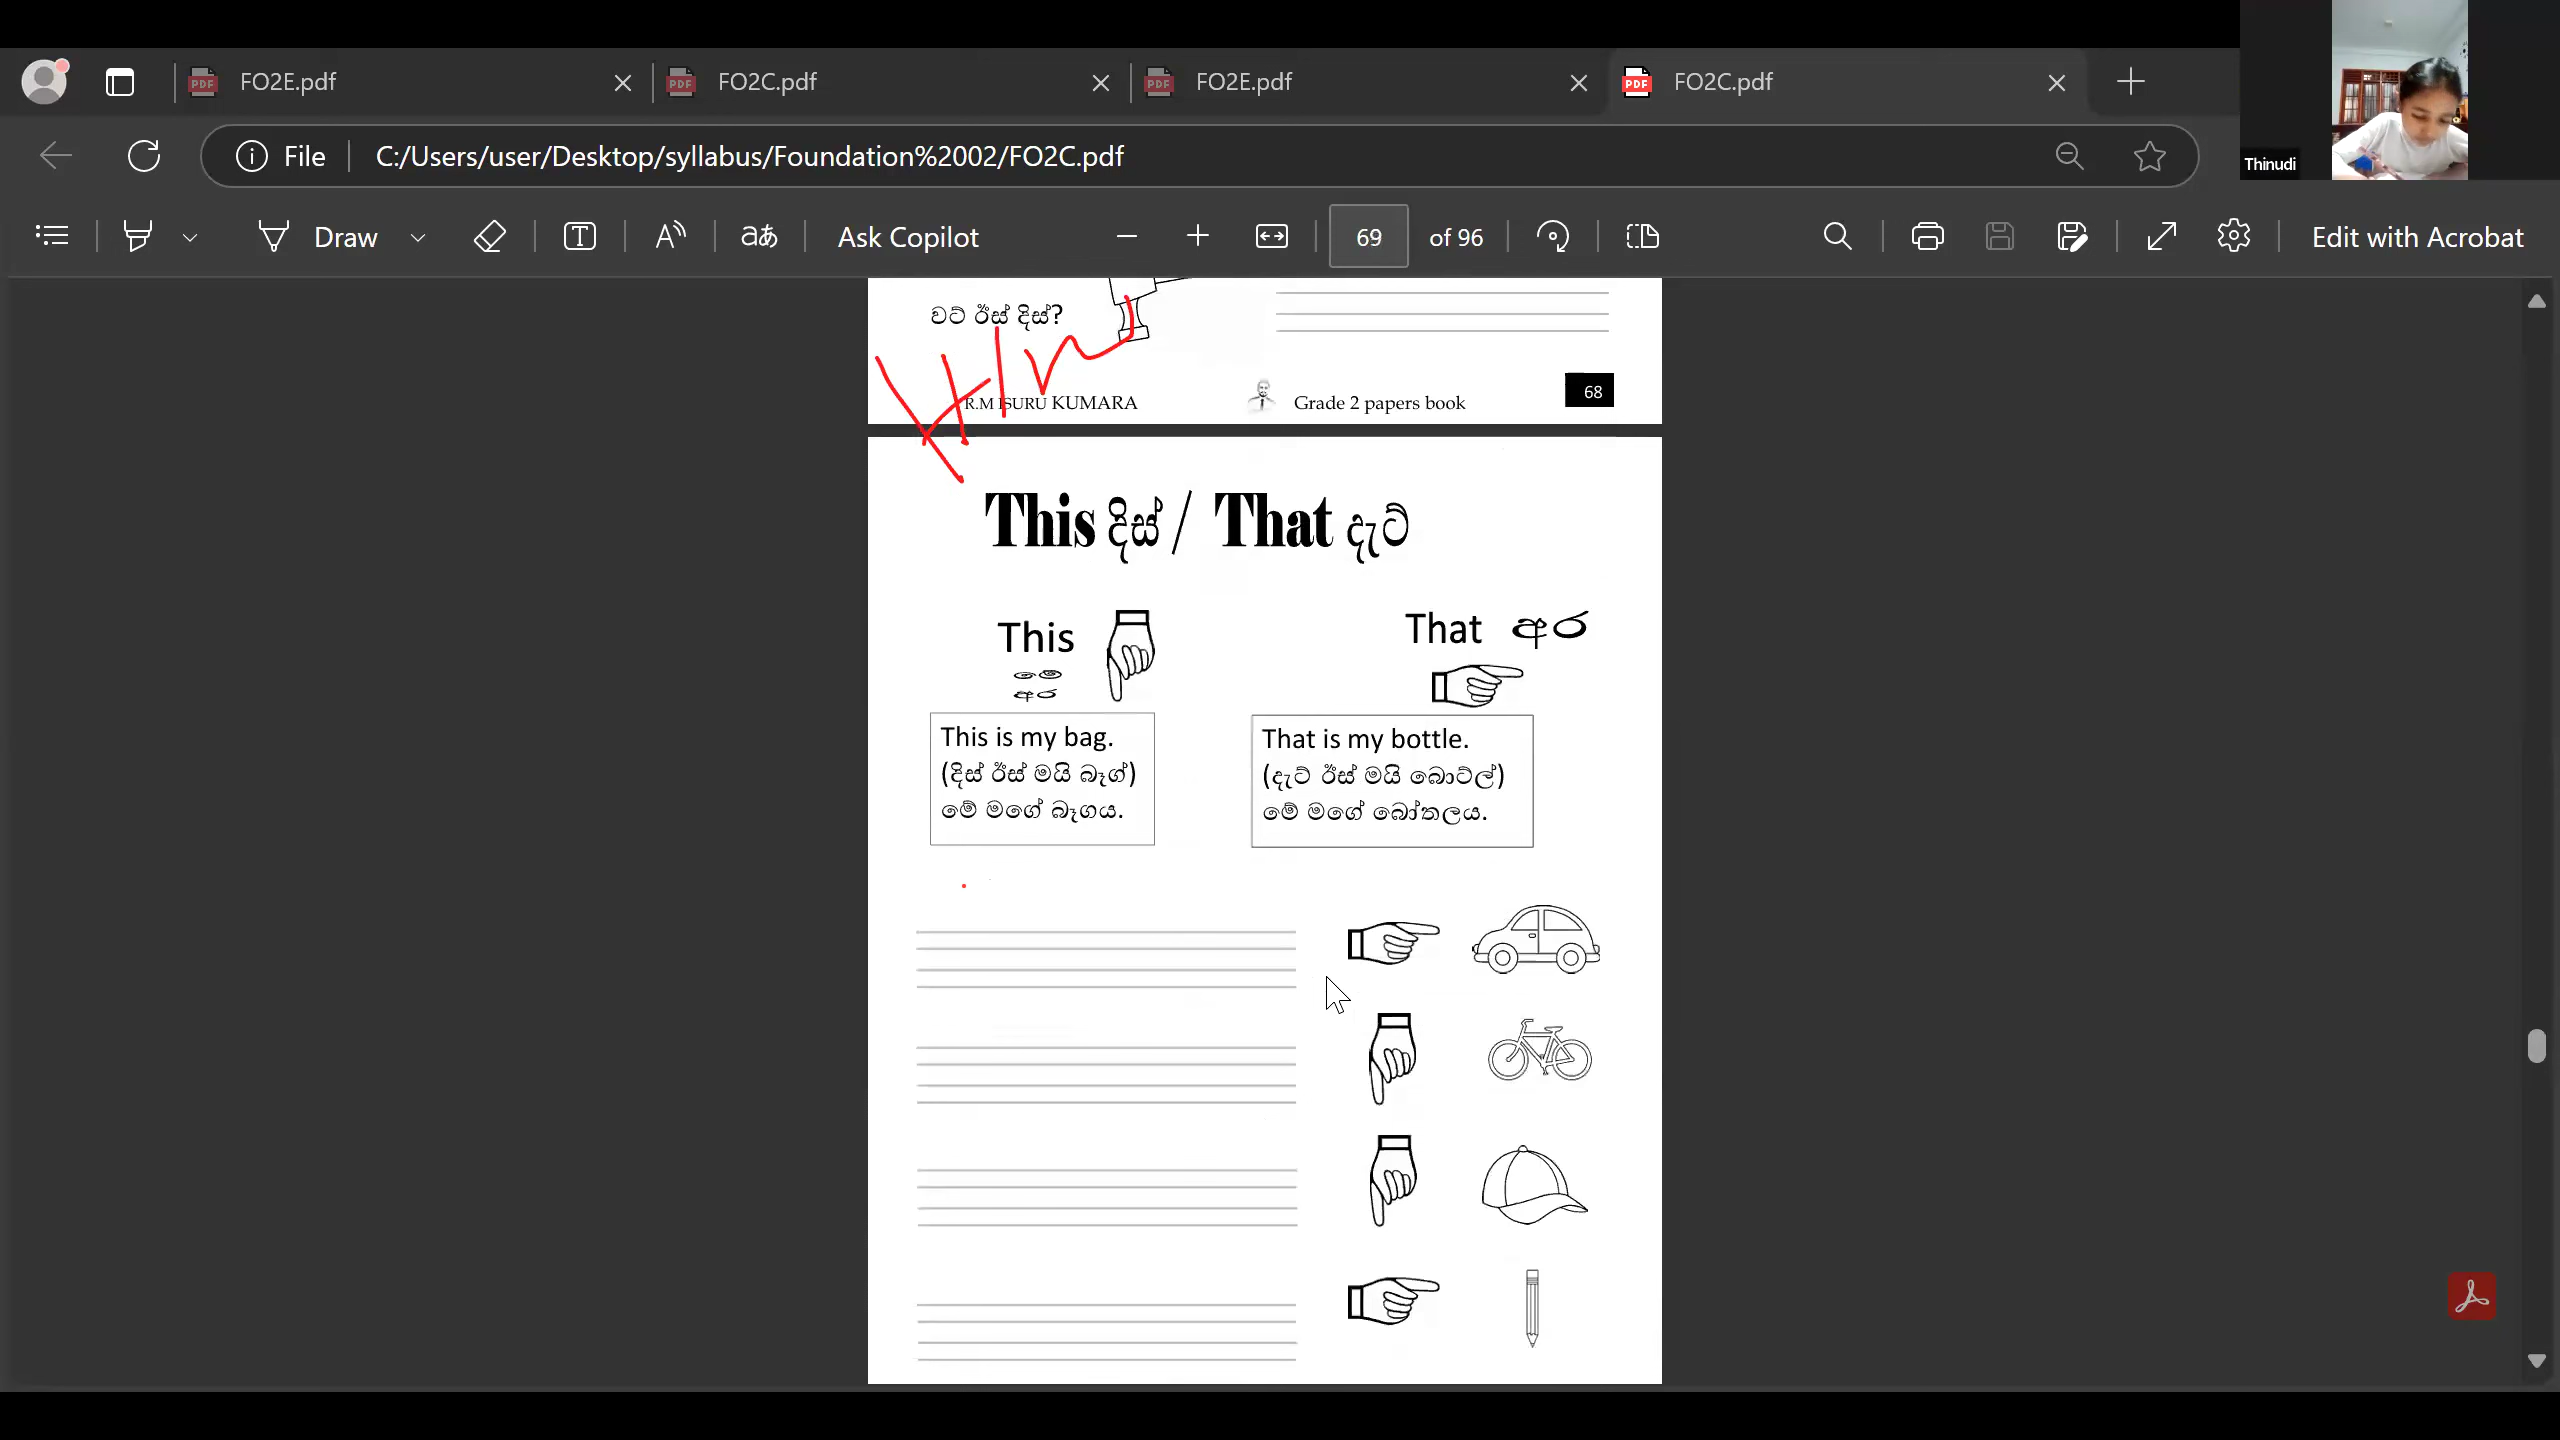 FO2E.pdf
FO2C.pdf
FO2E.pdf
FO2C.pdf
File
C:/Users/user/Desktop/syllabus/Foundation%2002/FO2C.pdf
Thinudi
Draw
Ask Copilot
69 of 96
Edit with Acrobat
වට් ඊස් දිස්?
R.M ISURU KUMARA
Grade 2 papers book
68
This දිස් / That දැට්
This
මේ
අර
That අර
This is my bag.
(දිස් ඊස් මයි බෑග්)
මේ මගේ බෑගය.
That is my bottle.
(දැට් ඊස් මයි බොට්ල්)
මේ මගේ බෝතලය.